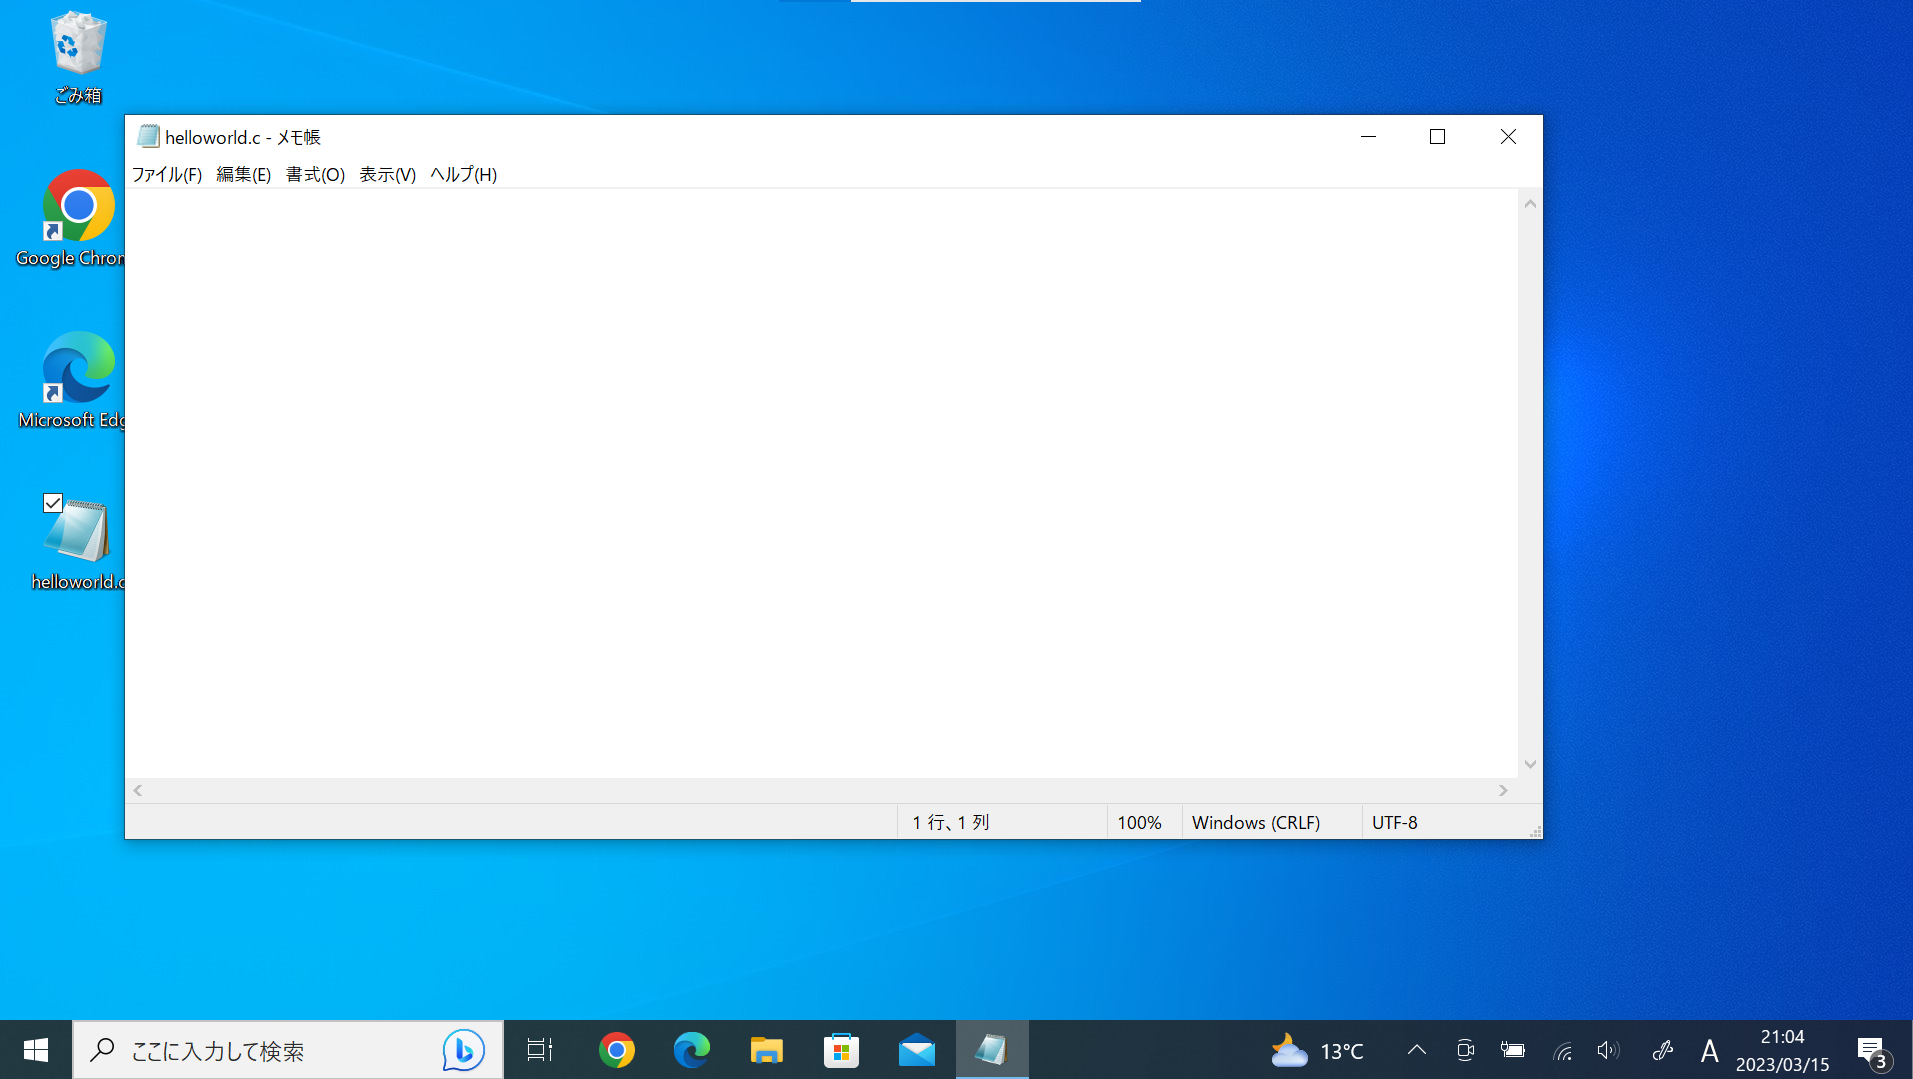 ごみ箱
Google Chrom
Microsoft Edg
helloworld.c
helloworld.c - メモ帳
ファイル(F) 編集(E) 書式(O) 表示(V) ヘルプ(H)
1 行、1 列 100% Windows (CRLF) UTF-8
ここに入力して検索
13°C
A
21:04
2023/03/15
3